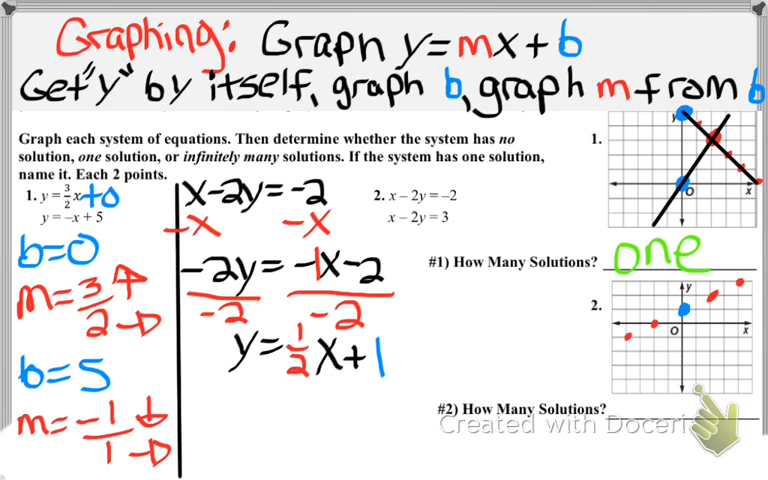 Graphing: Graph y=mx+b
Get "y" by itself, graph b, graph m from b
Graph each system of equations. Then determine whether the system has no
solution, one solution, or infinitely many solutions. If the system has one solution,
name it. Each 2 points.
1. y = 3/2 x +0
y = –x + 5
b=0
m=3↑
2→
b=5
m=-1↓
1→
x-2y=-2
-x -x
-2y=-1x-2
-2 -2
y=1/2x+1
2. x – 2y = –2
x – 2y = 3
1.
y
O
x
#1) How Many Solutions? one
2.
y
O
x
#2) How Many Solutions?
Created with Doceri